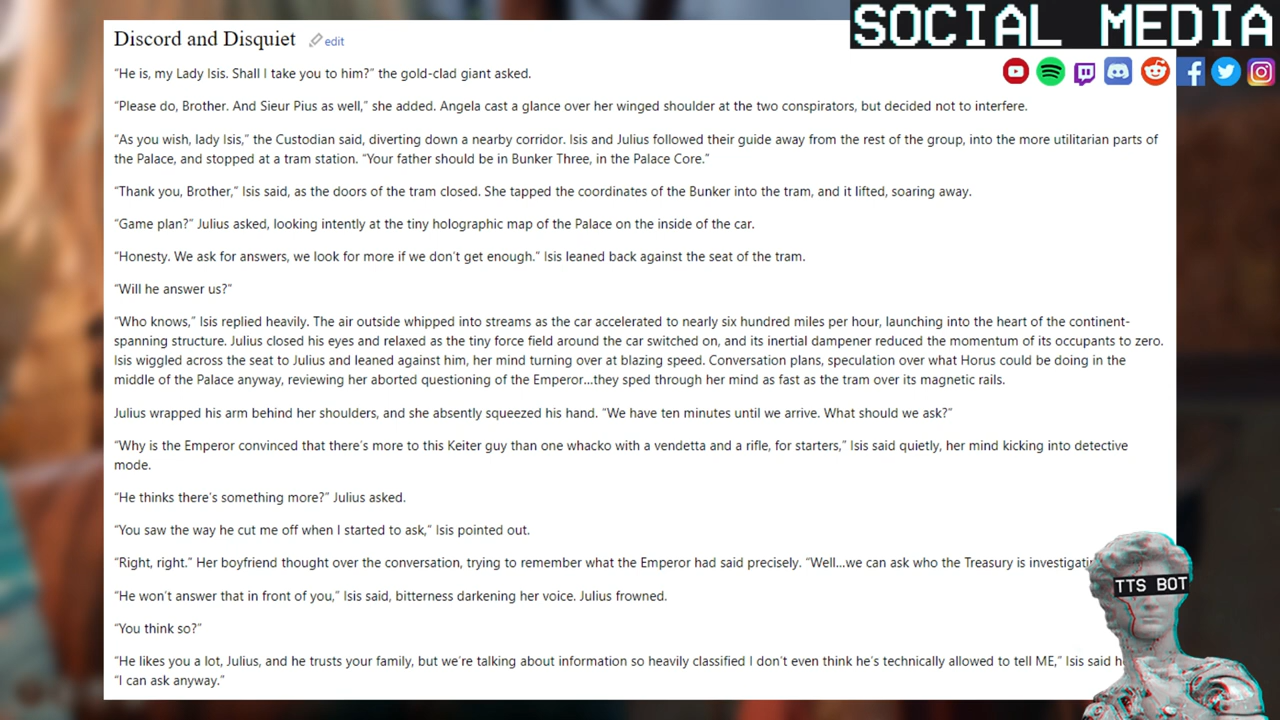 SOCIAL MEDIA
Discord and Disquiet edit
“He is, my Lady Isis. Shall I take you to him?” the gold-clad giant asked.
“Please do, Brother. And Sieur Pius as well,” she added. Angela cast a glance over her winged shoulder at the two conspirators, but decided not to interfere.
“As you wish, lady Isis,” the Custodian said, diverting down a nearby corridor. Isis and Julius followed their guide away from the rest of the group, into the more utilitarian parts of
the Palace, and stopped at a tram station. “Your father should be in Bunker Three, in the Palace Core.”
“Thank you, Brother,” Isis said, as the doors of the tram closed. She tapped the coordinates of the Bunker into the tram, and it lifted, soaring away.
“Game plan?” Julius asked, looking intently at the tiny holographic map of the Palace on the inside of the car.
“Honesty. We ask for answers, we look for more if we don’t get enough.” Isis leaned back against the seat of the tram.
“Will he answer us?”
“Who knows,” Isis replied heavily. The air outside whipped into streams as the car accelerated to nearly six hundred miles per hour, launching into the heart of the continent-
spanning structure. Julius closed his eyes and relaxed as the tiny force field around the car switched on, and its inertial dampener reduced the momentum of its occupants to zero.
Isis wiggled across the seat to Julius and leaned against him, her mind turning over at blazing speed. Conversation plans, speculation over what Horus could be doing in the
middle of the Palace anyway, reviewing her aborted questioning of the Emperor…they sped through her mind as fast as the tram over its magnetic rails.
Julius wrapped his arm behind her shoulders, and she absently squeezed his hand. “We have ten minutes until we arrive. What should we ask?”
“Why is the Emperor convinced that there’s more to this Keiter guy than one whacko with a vendetta and a rifle, for starters,” Isis said quietly, her mind kicking into detective
mode.
“He thinks there’s something more?” Julius asked.
“You saw the way he cut me off when I started to ask,” Isis pointed out.
“Right, right.” Her boyfriend thought over the conversation, trying to remember what the Emperor had said precisely. “Well…we can ask who the Treasury is
“He won’t answer that in front of you,” Isis said, bitterness darkening her voice. Julius frowned.
“You think so?”
“He likes you a lot, Julius, and he trusts your family, but we’re talking about information so heavily classified I don’t even think he’s technically allowed to tell ME,” Isis said
“I can ask anyway.”
TTS BOT